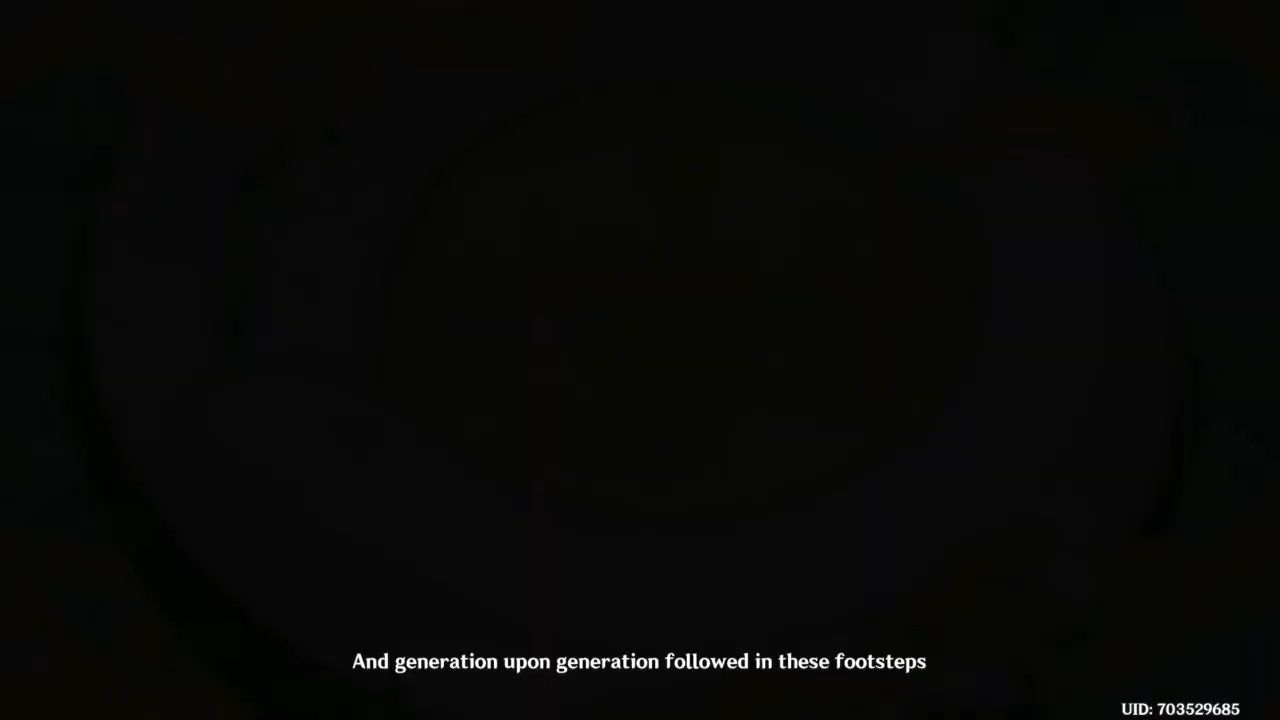 And generation upon generation followed in these footsteps
UID: 703529685